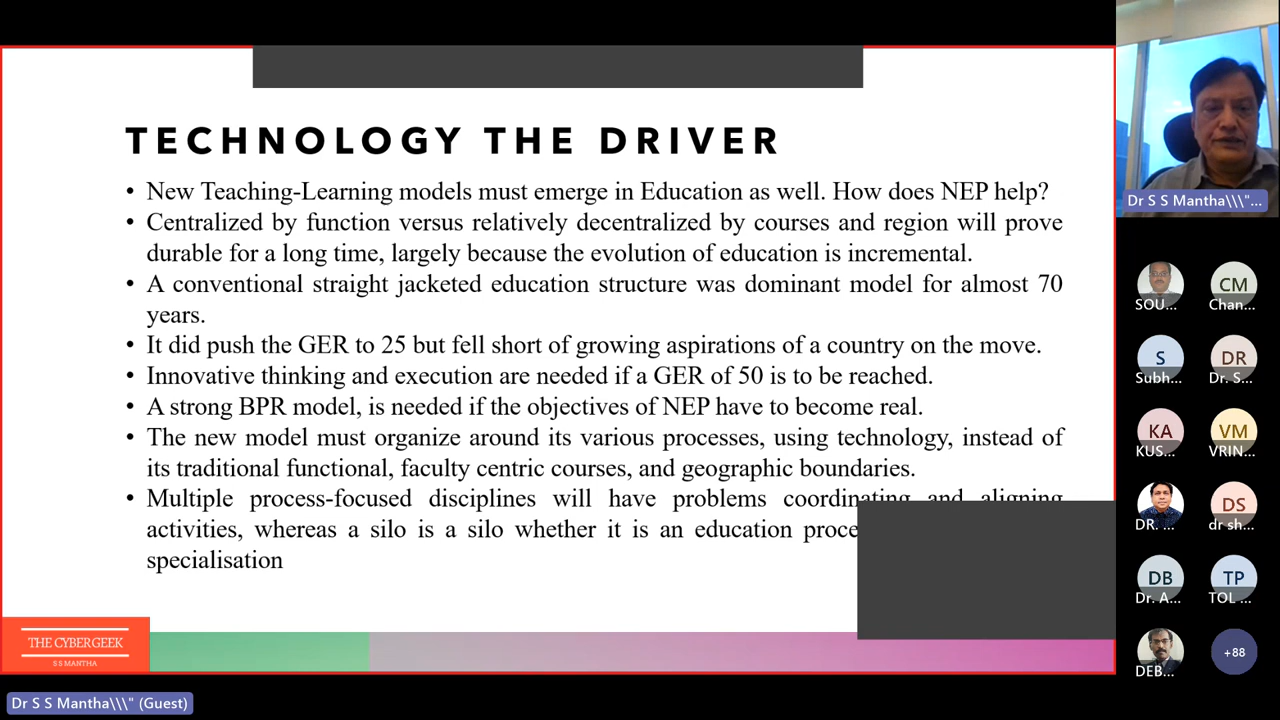 TECHNOLOGY THE DRIVER
• New Teaching-Learning models must emerge in Education as well. How does NEP help?
• Centralized by function versus relatively decentralized by courses and region will prove
durable for a long time, largely because the evolution of education is incremental.
• A conventional straight jacketed education structure was dominant model for almost 70
years.
• It did push the GER to 25 but fell short of growing aspirations of a country on the move.
• Innovative thinking and execution are needed if a GER of 50 is to be reached.
• A strong BPR model, is needed if the objectives of NEP have to become real.
• The new model must organize around its various processes, using technology, instead of
its traditional functional, faculty centric courses, and geographic boundaries.
• Multiple process-focused disciplines will have problems coordinating and aligning
activities, whereas a silo is a silo whether it is an education
specialisation
THE CYBERGEEK
S S MANTHA
Dr S S Mantha\\\" (Guest)
Dr S S Mantha\\\"...
SOU...
CM
Chan...
S
Subh...
DR
Dr. S...
KA
KUS...
VM
VRIN...
DR. ...
DS
dr sh...
DB
Dr. A...
TP
TOL ...
DEB...
+88